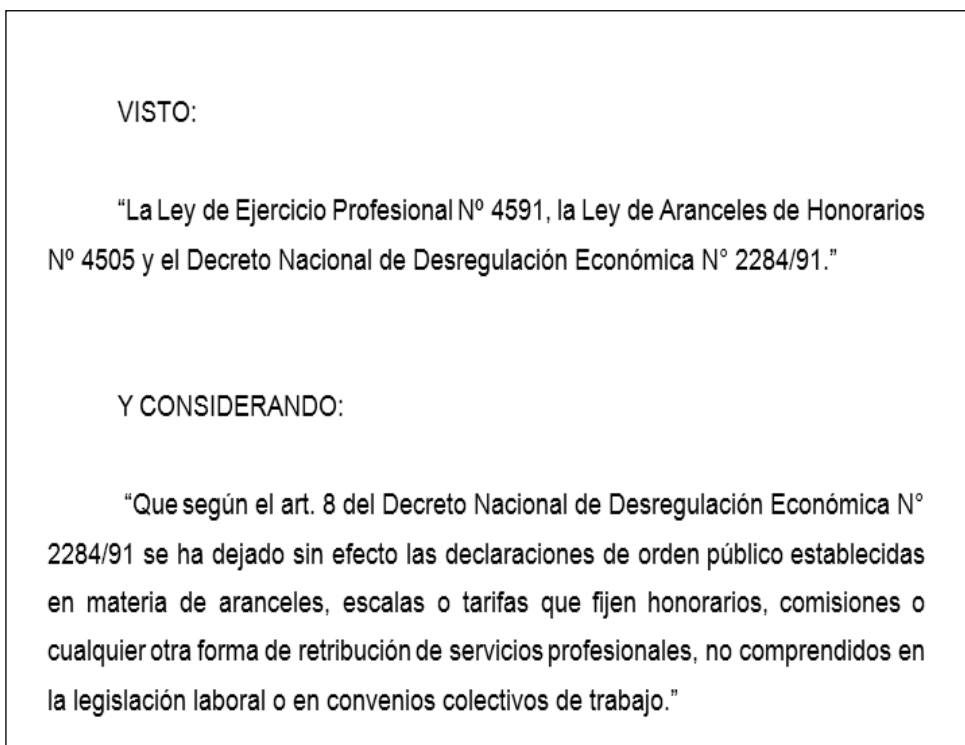 VISTO:
“La Ley de Ejercicio Profesional Nº 4591, la Ley de Aranceles de Honorarios
Nº 4505 y el Decreto Nacional de Desregulación Económica N° 2284/91.”
Y CONSIDERANDO:
“Que según el art. 8 del Decreto Nacional de Desregulación Económica N°
2284/91 se ha dejado sin efecto las declaraciones de orden público establecidas
en materia de aranceles, escalas o tarifas que fijen honorarios, comisiones o
cualquier otra forma de retribución de servicios profesionales, no comprendidos en
la legislación laboral o en convenios colectivos de trabajo.”